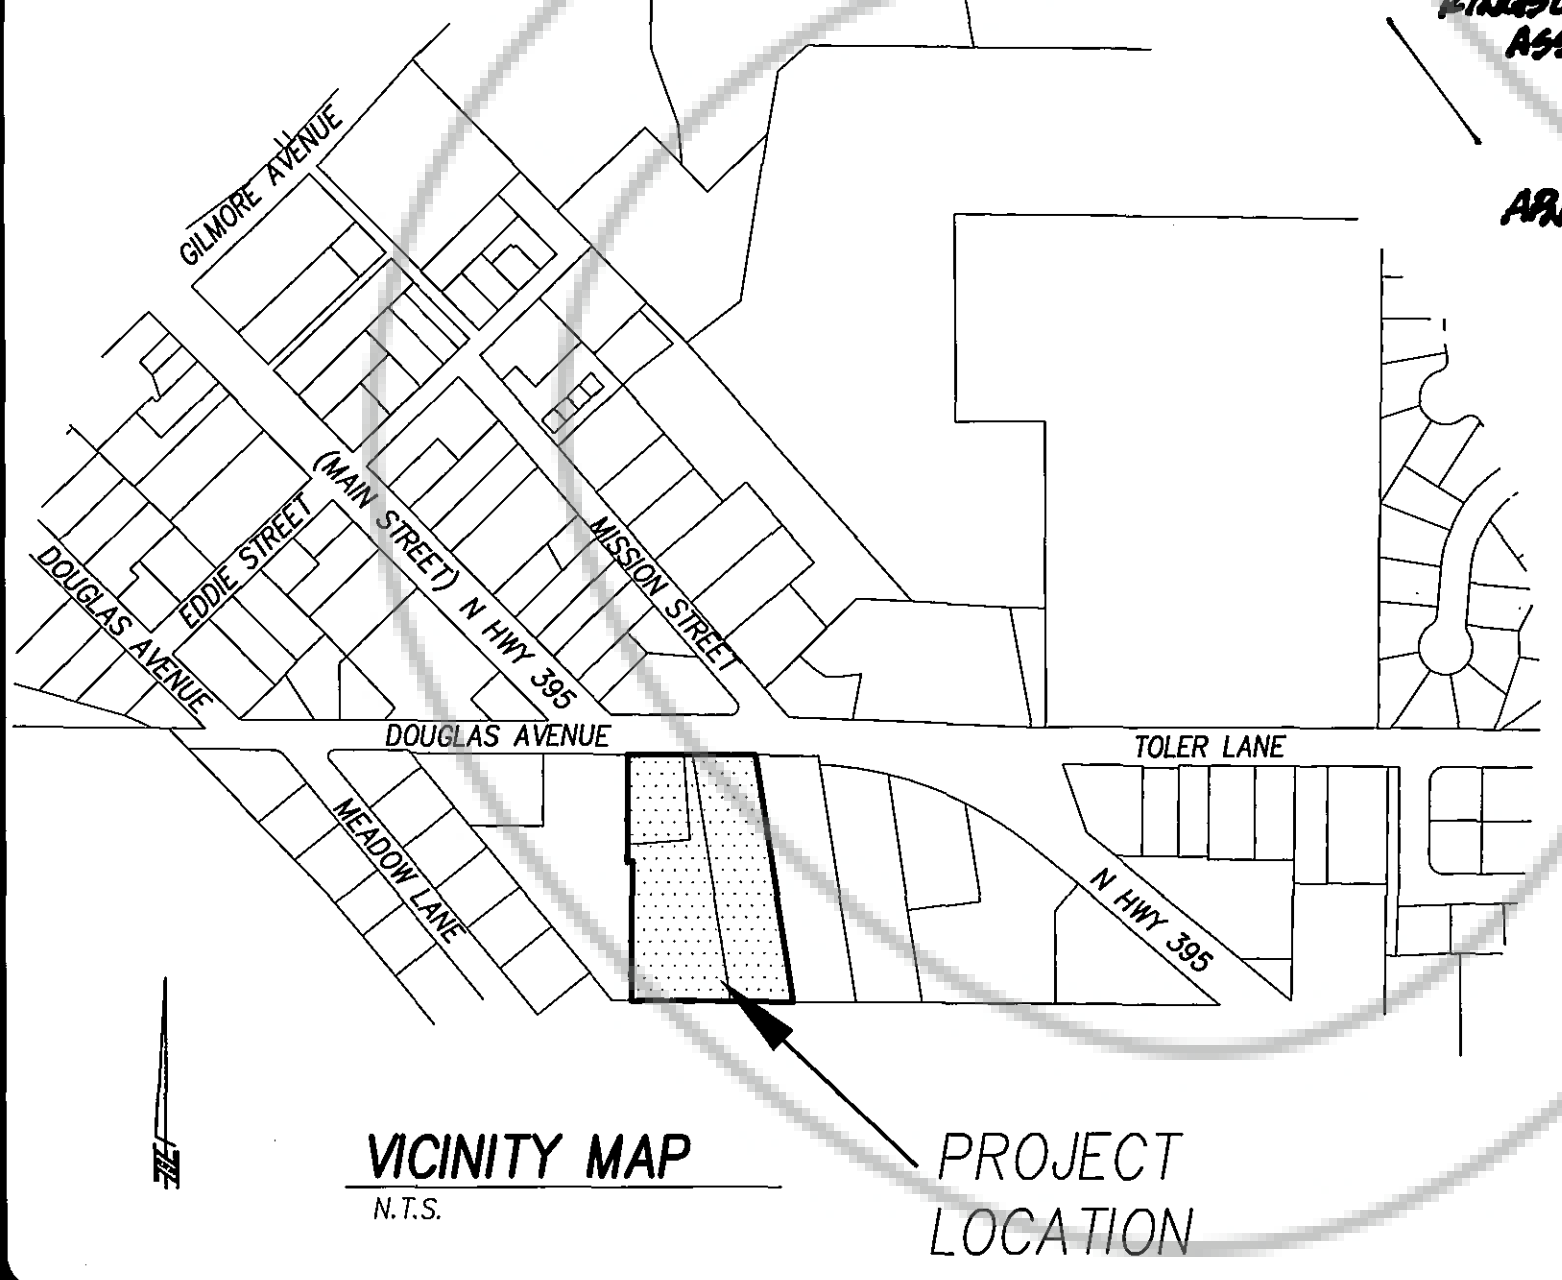 GILMORE AVENUE
(MAIN STREET) N HWY 395
MISSION STREET
EDDIE STREET
DOUGLAS AVENUE
DOUGLAS AVENUE
TOLER LANE
MEADOW LANE
N HWY 395
VICINITY MAP
N.T.S.
PROJECT
LOCATION